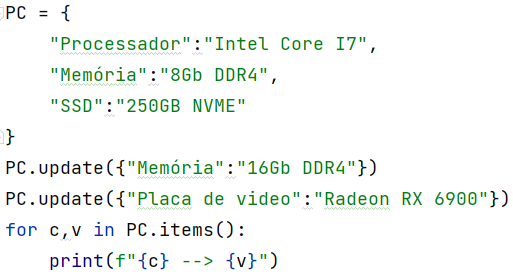 PC = {
    "Processador":"Intel Core I7",
    "Memória":"8Gb DDR4",
    "SSD":"250GB NVME"
}
PC.update({"Memória":"16Gb DDR4"})
PC.update({"Placa de video":"Radeon RX 6900"})
for c,v in PC.items():
    print(f"{c} --> {v}")